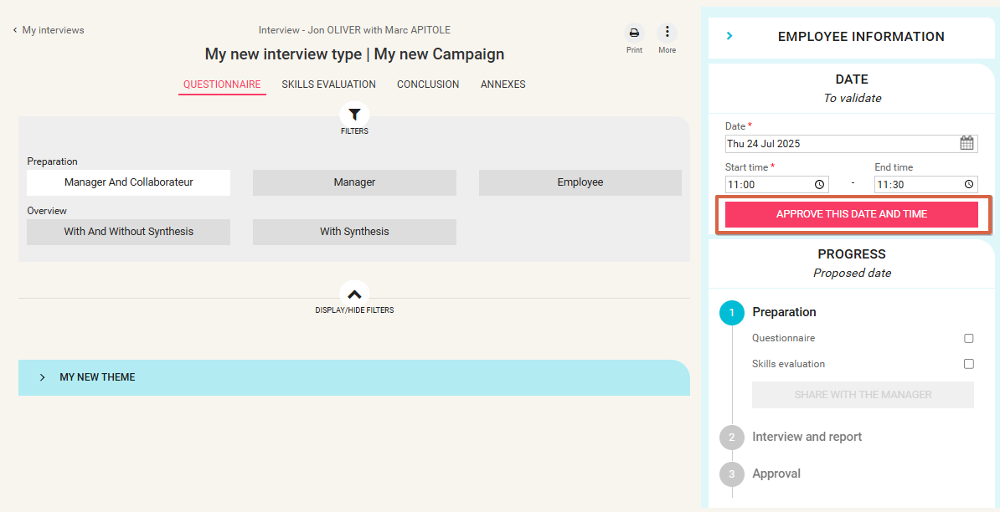 My interviews
Interview - Jon OLIVER with Marc APITOLE
My new interview type | My new Campaign
Print
More
QUESTIONNAIRE
SKILLS EVALUATION
CONCLUSION
ANNEXES
FILTERS
Preparation
Manager And Collaborateur
Manager
Employee
Overview
With And Without Synthesis
With Synthesis
DISPLAY/HIDE FILTERS
MY NEW THEME
EMPLOYEE INFORMATION
DATE
To validate
Date *
Thu 24 Jul 2025
Start time *
End time
11:00
-
11:30
APPROVE THIS DATE AND TIME
PROGRESS
Proposed date
1
Preparation
Questionnaire
Skills evaluation
SHARE WITH THE MANAGER
2
Interview and report
3
Approval